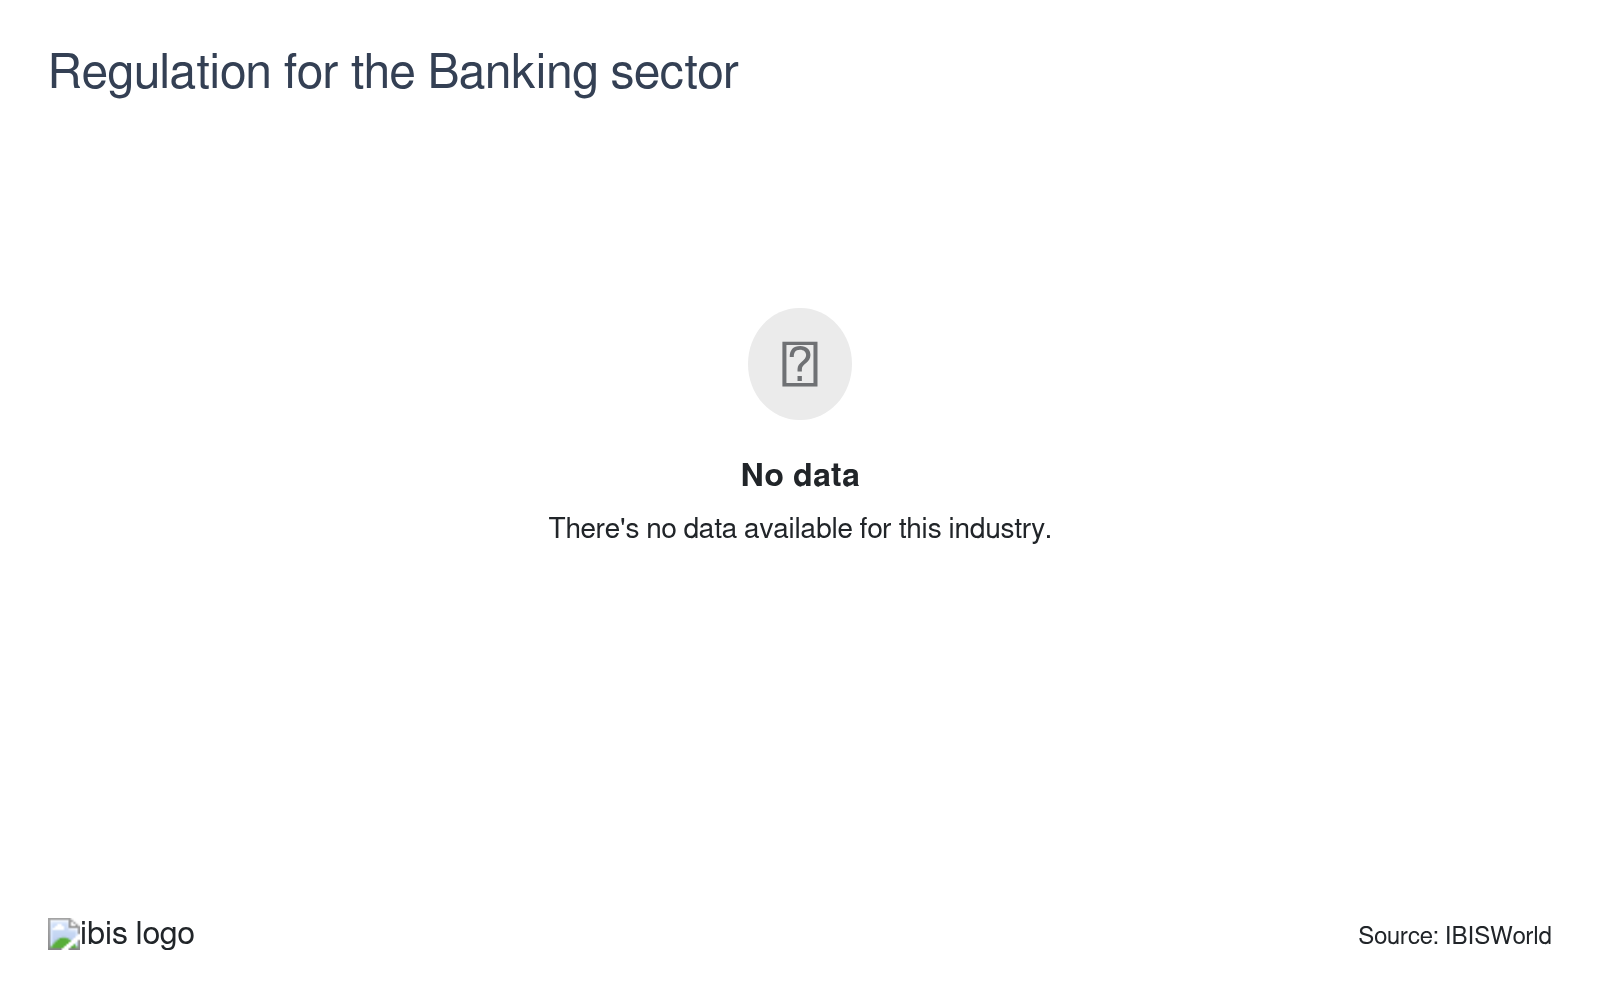 Regulation for the Banking sector
No data
There's no data available for this industry.
ibis logo
Source: IBISWorld